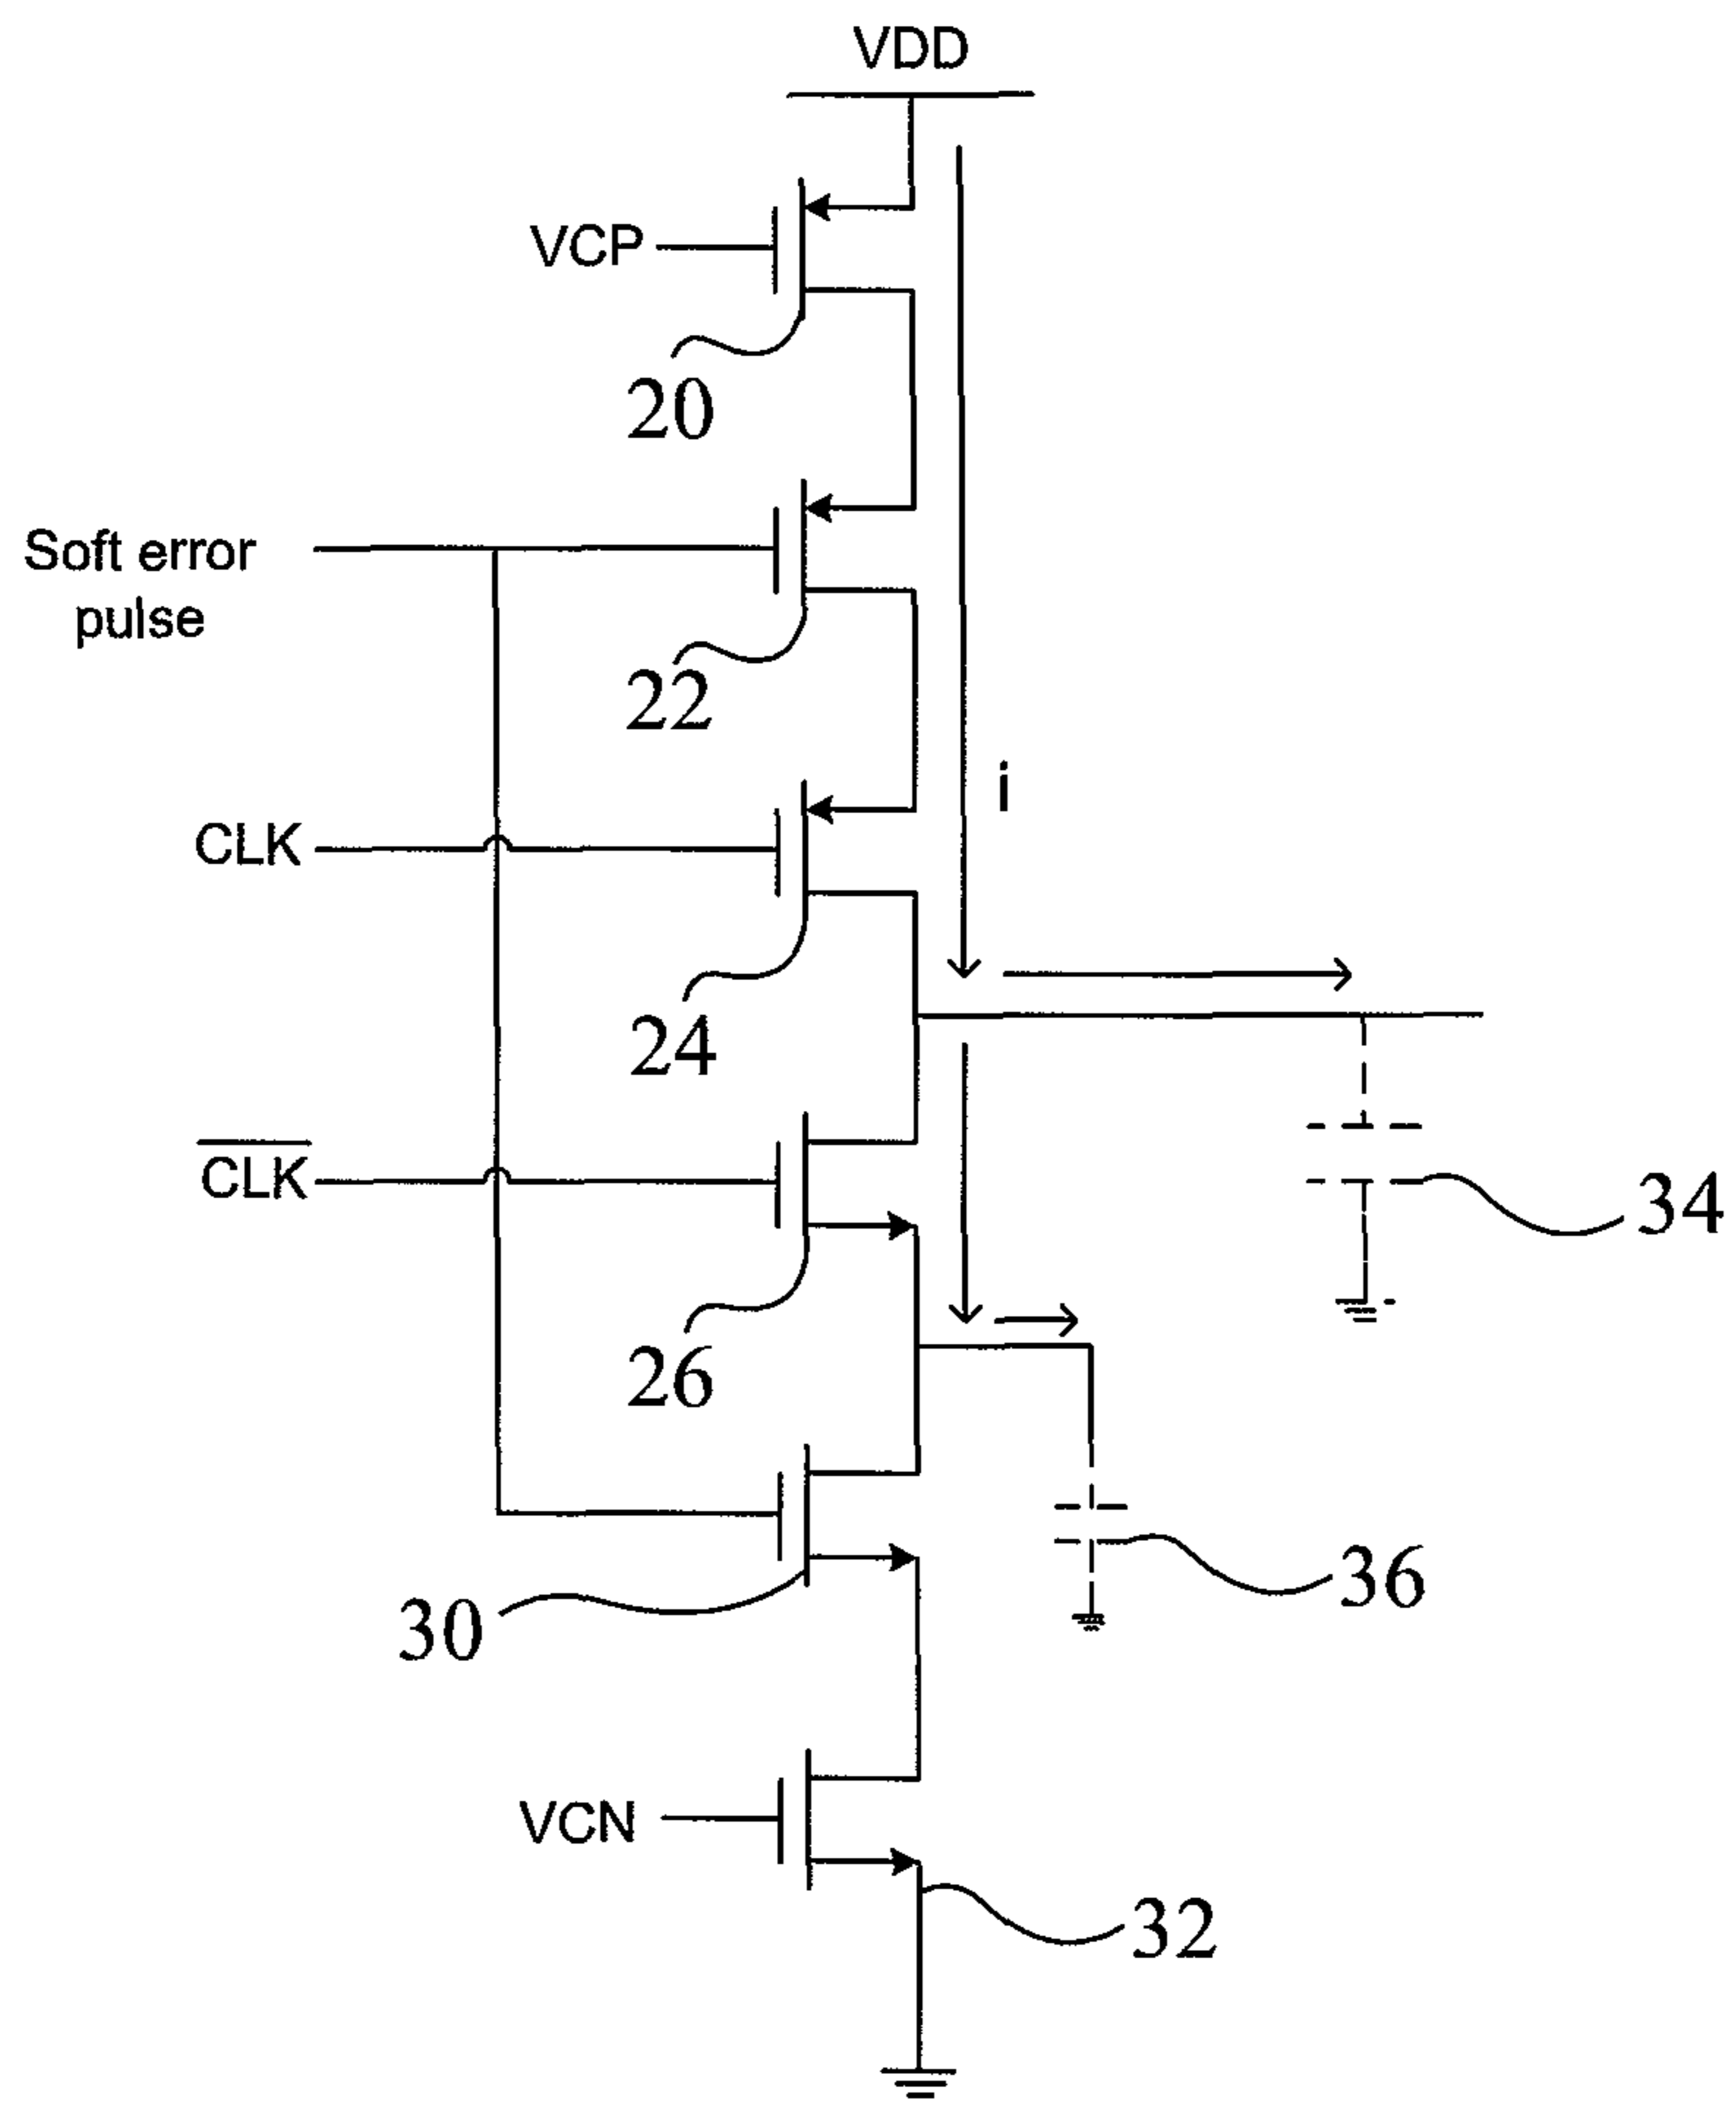 VDD
VCP
20
Soft error
pulse
22
i
CLK
24
CLK
34
26
36
30
VCN
32